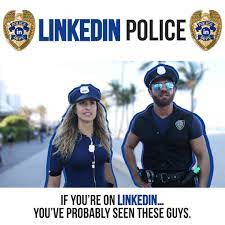 LINKEDIN POLICE
IF YOU'RE ON LINKEDIN...
YOU'VE PROBABLY SEEN THESE GUYS.